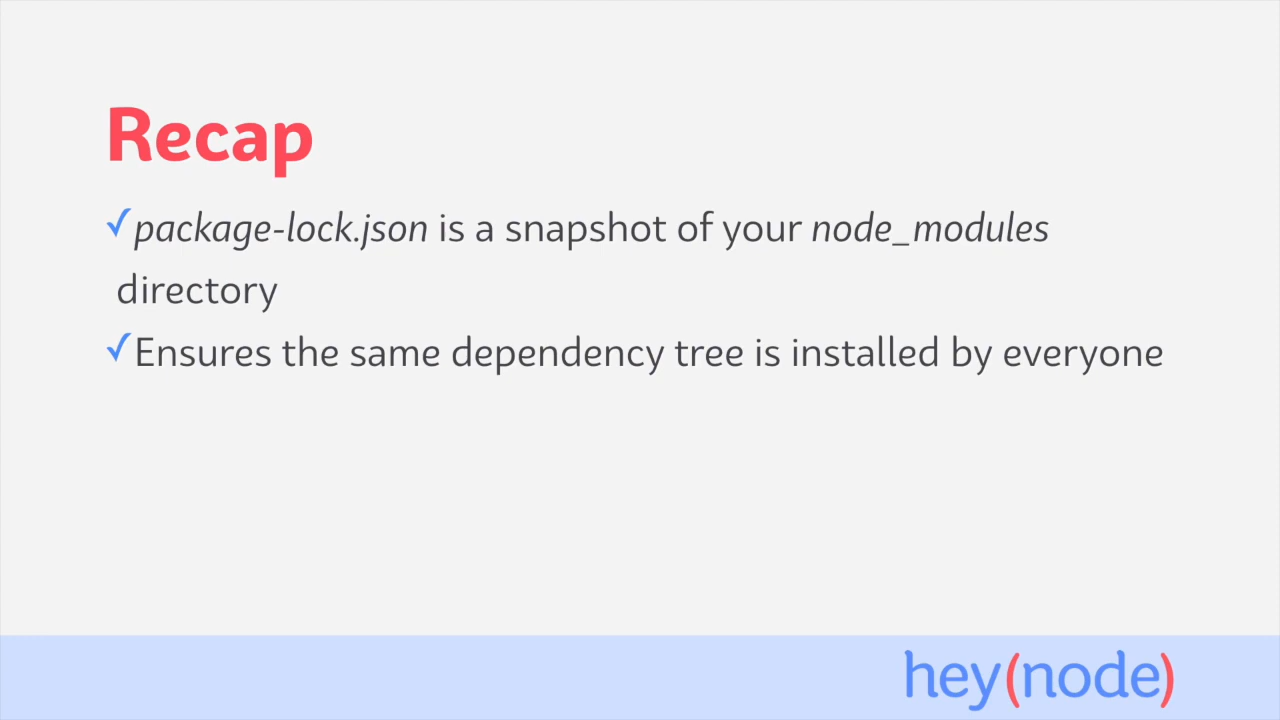 Recap
✓package-lock.json is a snapshot of your node_modules
directory
✓Ensures the same dependency tree is installed by everyone
hey(node)